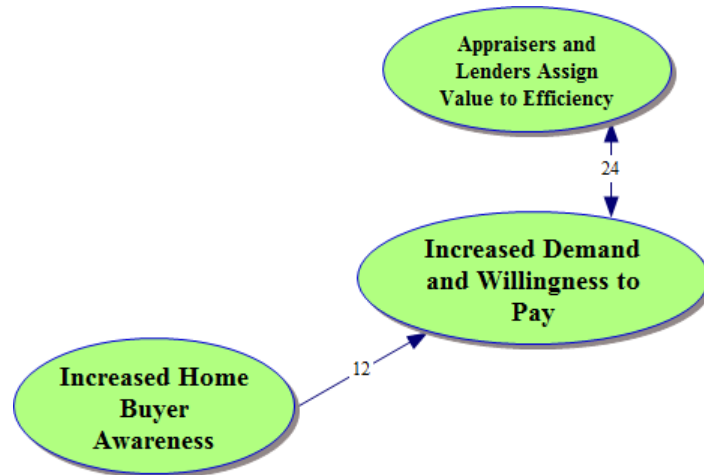 Appraisers and
Lenders Assign
Value to Efficiency
24
Increased Demand
and Willingness to
Pay
12
Increased Home
Buyer
Awareness